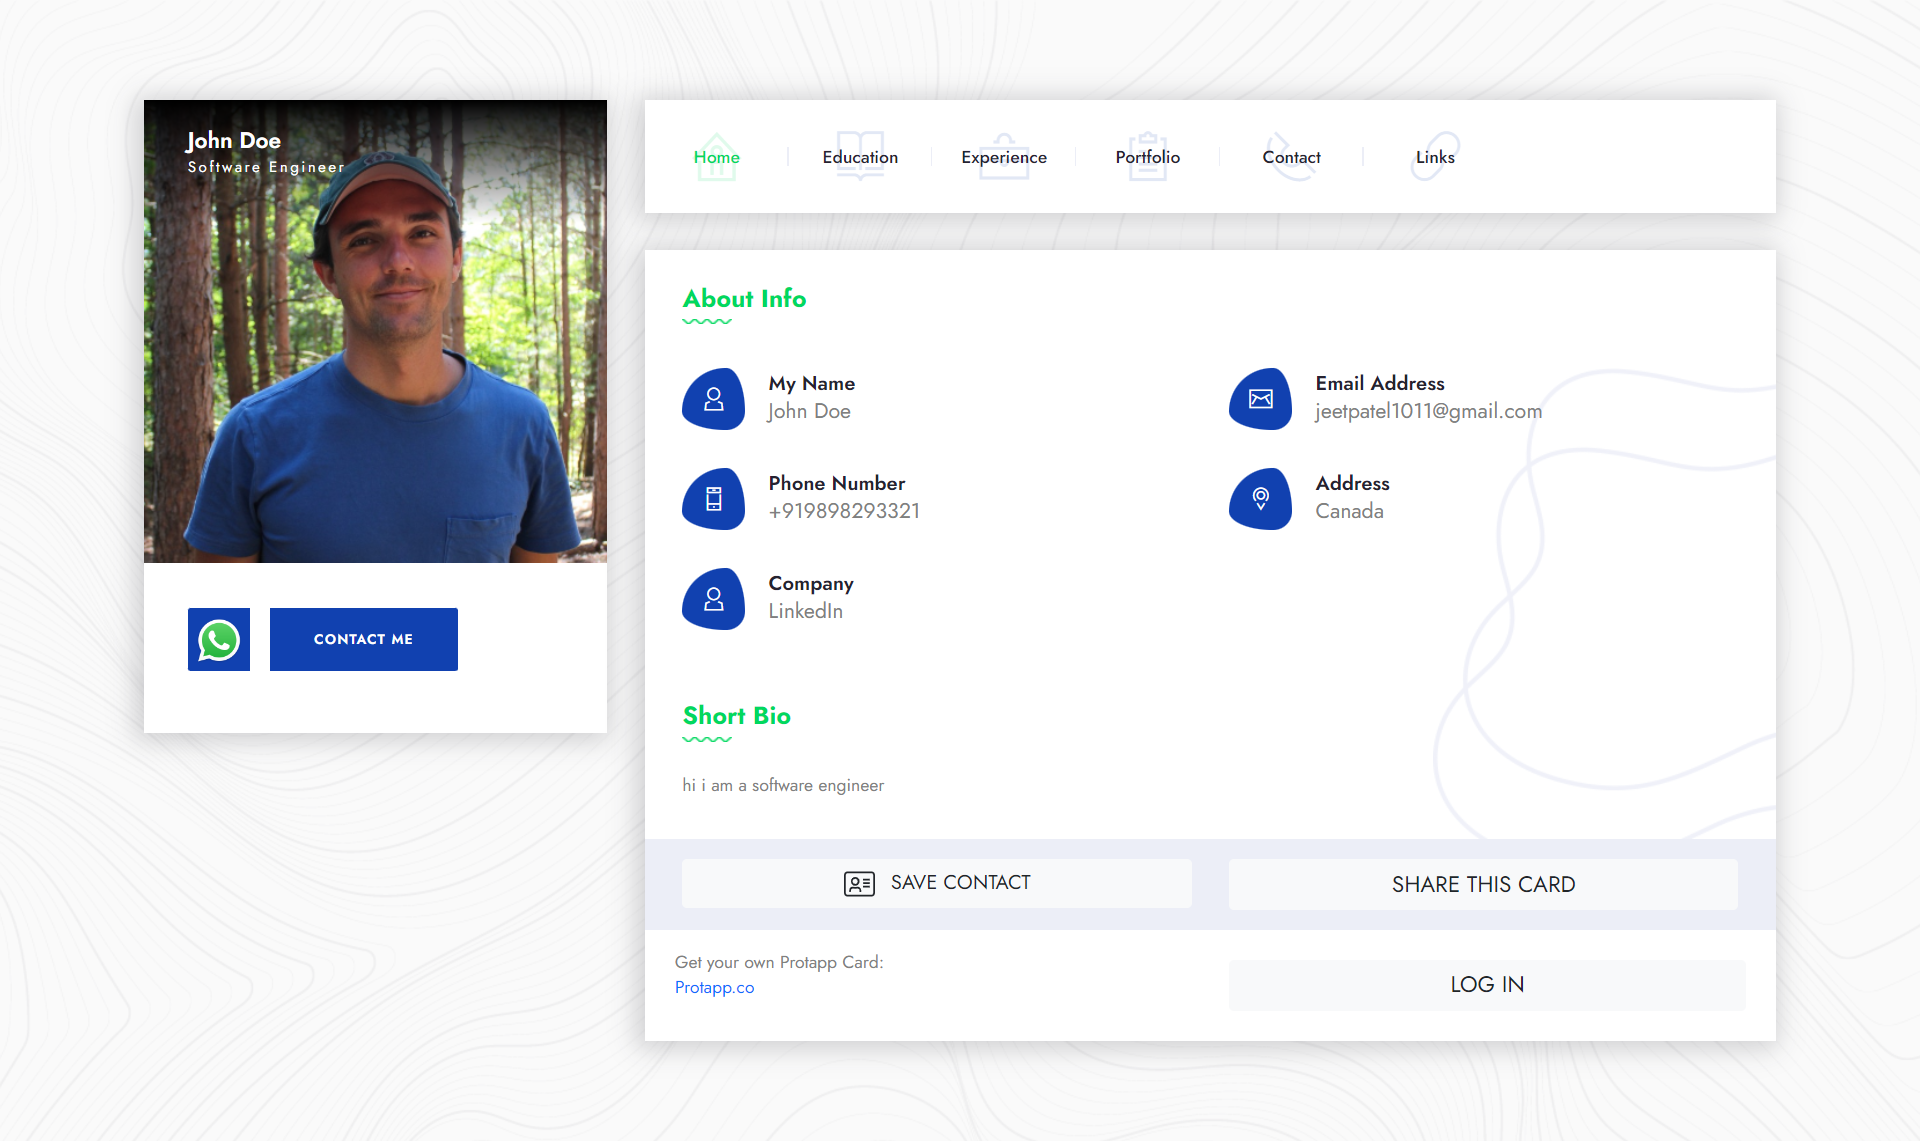 John Doe
Software Engineer
CONTACT ME
Home
Education
Experience
Portfolio
Contact
Links
About Info
My Name
John Doe
Email Address
jeetpatel1011@gmail.com
Phone Number
+919898293321
Address
Canada
Company
LinkedIn
Short Bio
hi i am a software engineer
SAVE CONTACT
SHARE THIS CARD
Get your own Protapp Card:
Protapp.co
LOG IN